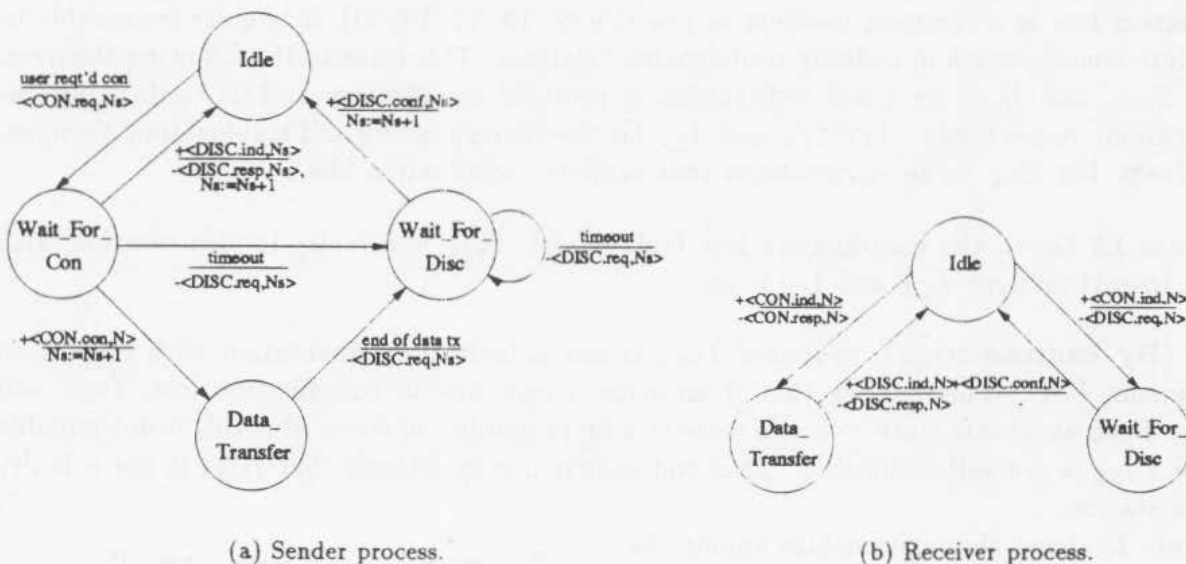 Idle
user reqt'd con
-<CON.req,Ns>
+<DISC.conf,Ns>
Ns:=Ns+1
+<DISC.ind,Ns>
-<DISC.resp,Ns>,
Ns:=Ns+1
Wait_For_
Con
Wait_For_
Disc
timeout
-<DISC.req,Ns>
timeout
-<DISC.req,Ns>
+<CON.con,N>
Ns:=Ns+1
end of data tx
-<DISC.req,Ns>
Data_
Transfer
(a) Sender process.
Idle
+<CON.ind,N>
-<CON.resp,N>
+<CON.ind,N>
-<DISC.req,N>
+<DISC.ind,N>
-<DISC.resp,N>
+<DISC.conf,N>
Data_
Transfer
Wait_For_
Disc
(b) Receiver process.